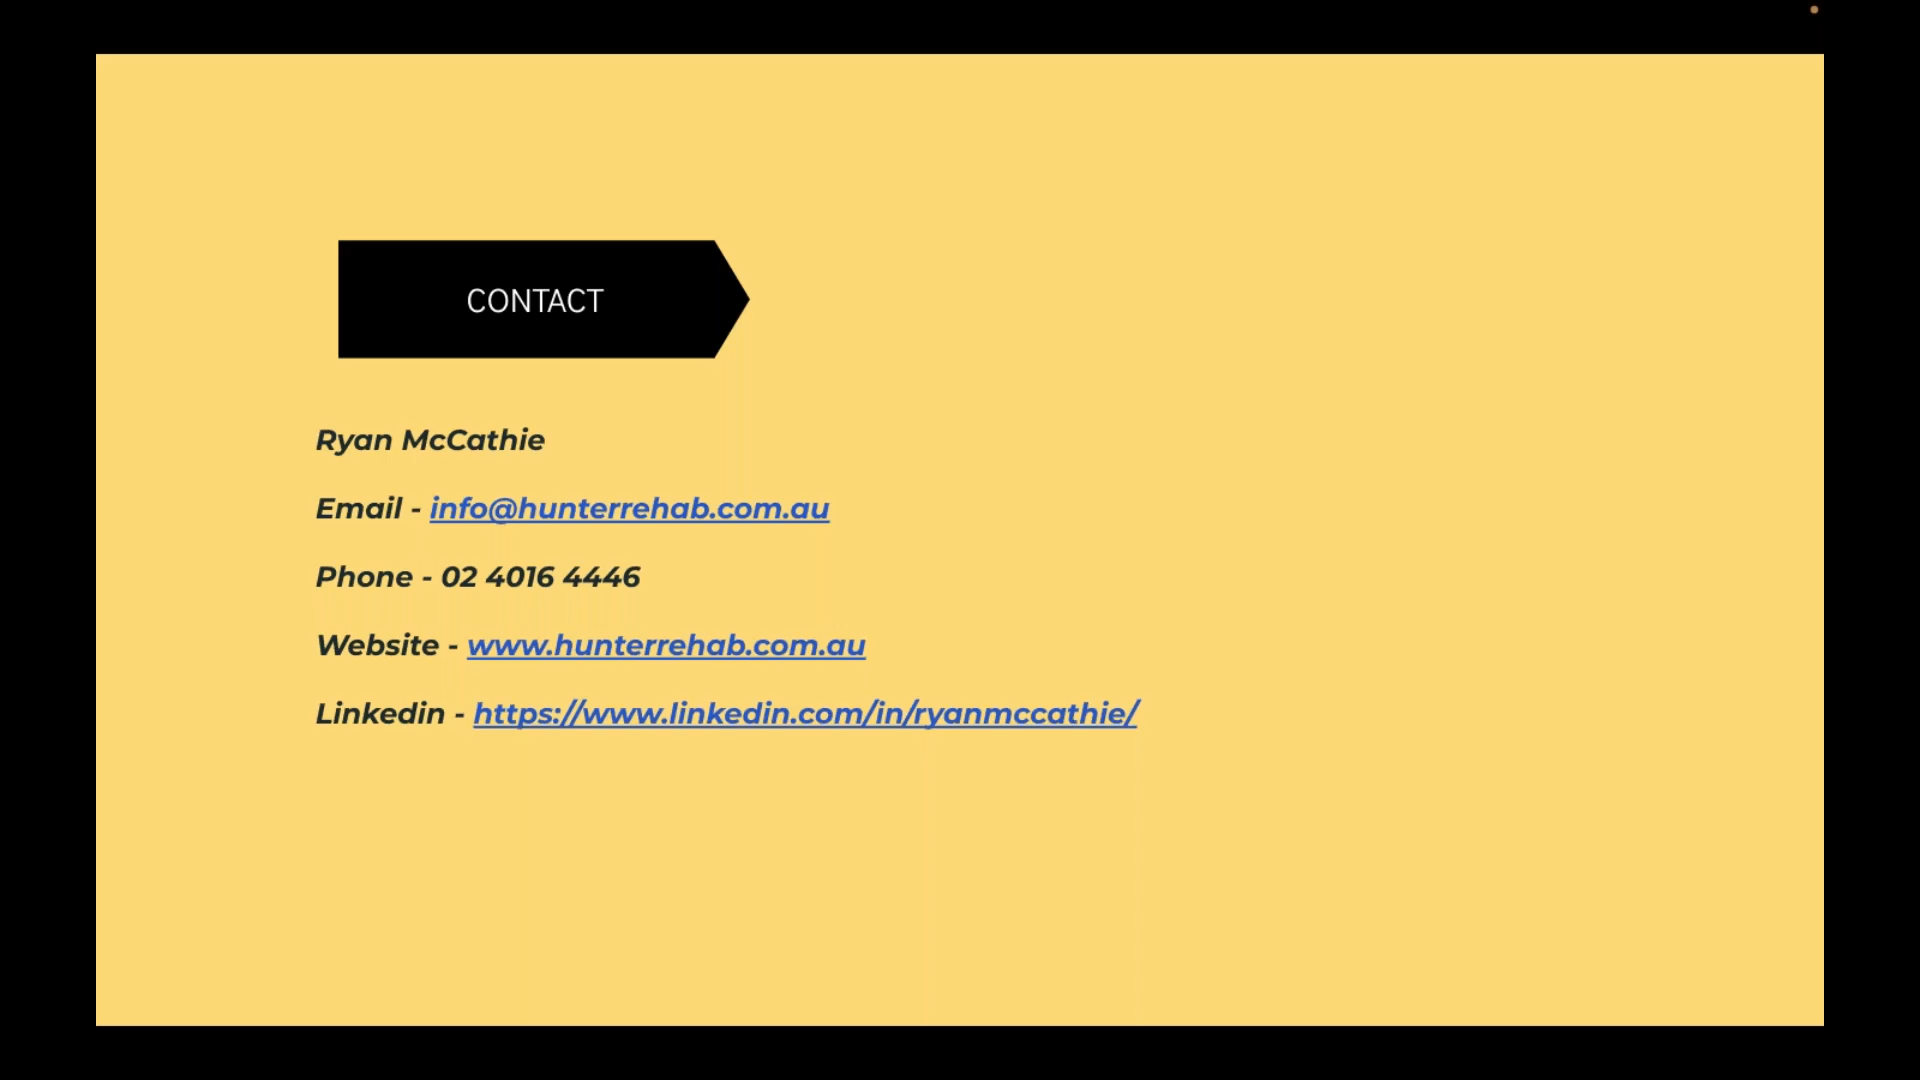 CONTACT
Ryan McCathie
Email - info@hunterrehab.com.au
Phone - 02 4016 4446
Website - www.hunterrehab.com.au
Linkedin - https://www.linkedin.com/in/ryanmccathie/